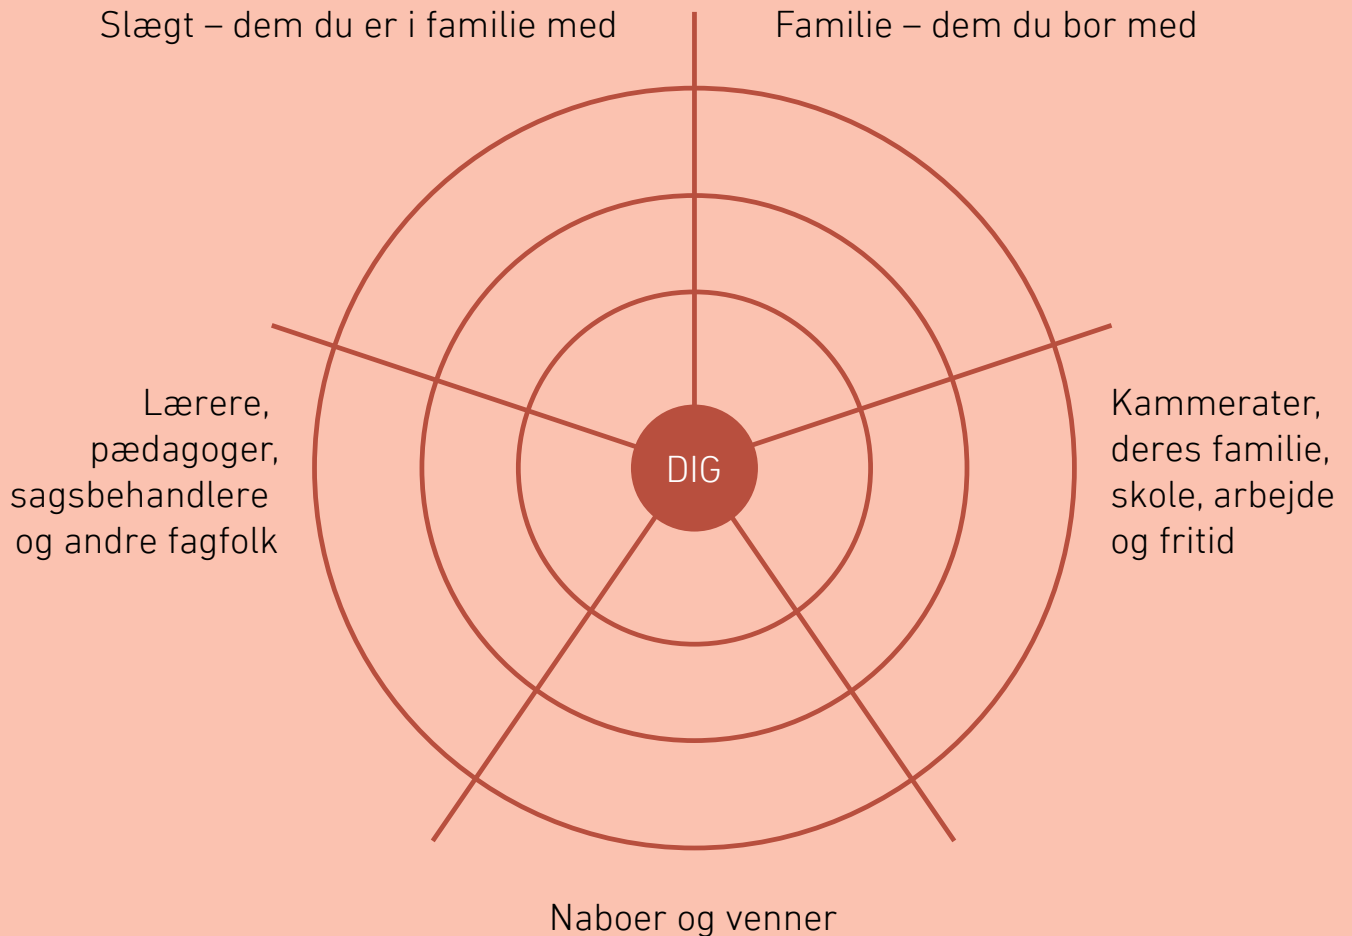 Slægt – dem du er i familie med
Familie – dem du bor med
Lærere,
pædagoger,
sagsbehandlere
og andre fagfolk
DIG
Kammerater,
deres familie,
skole, arbejde
og fritid
Naboer og venner